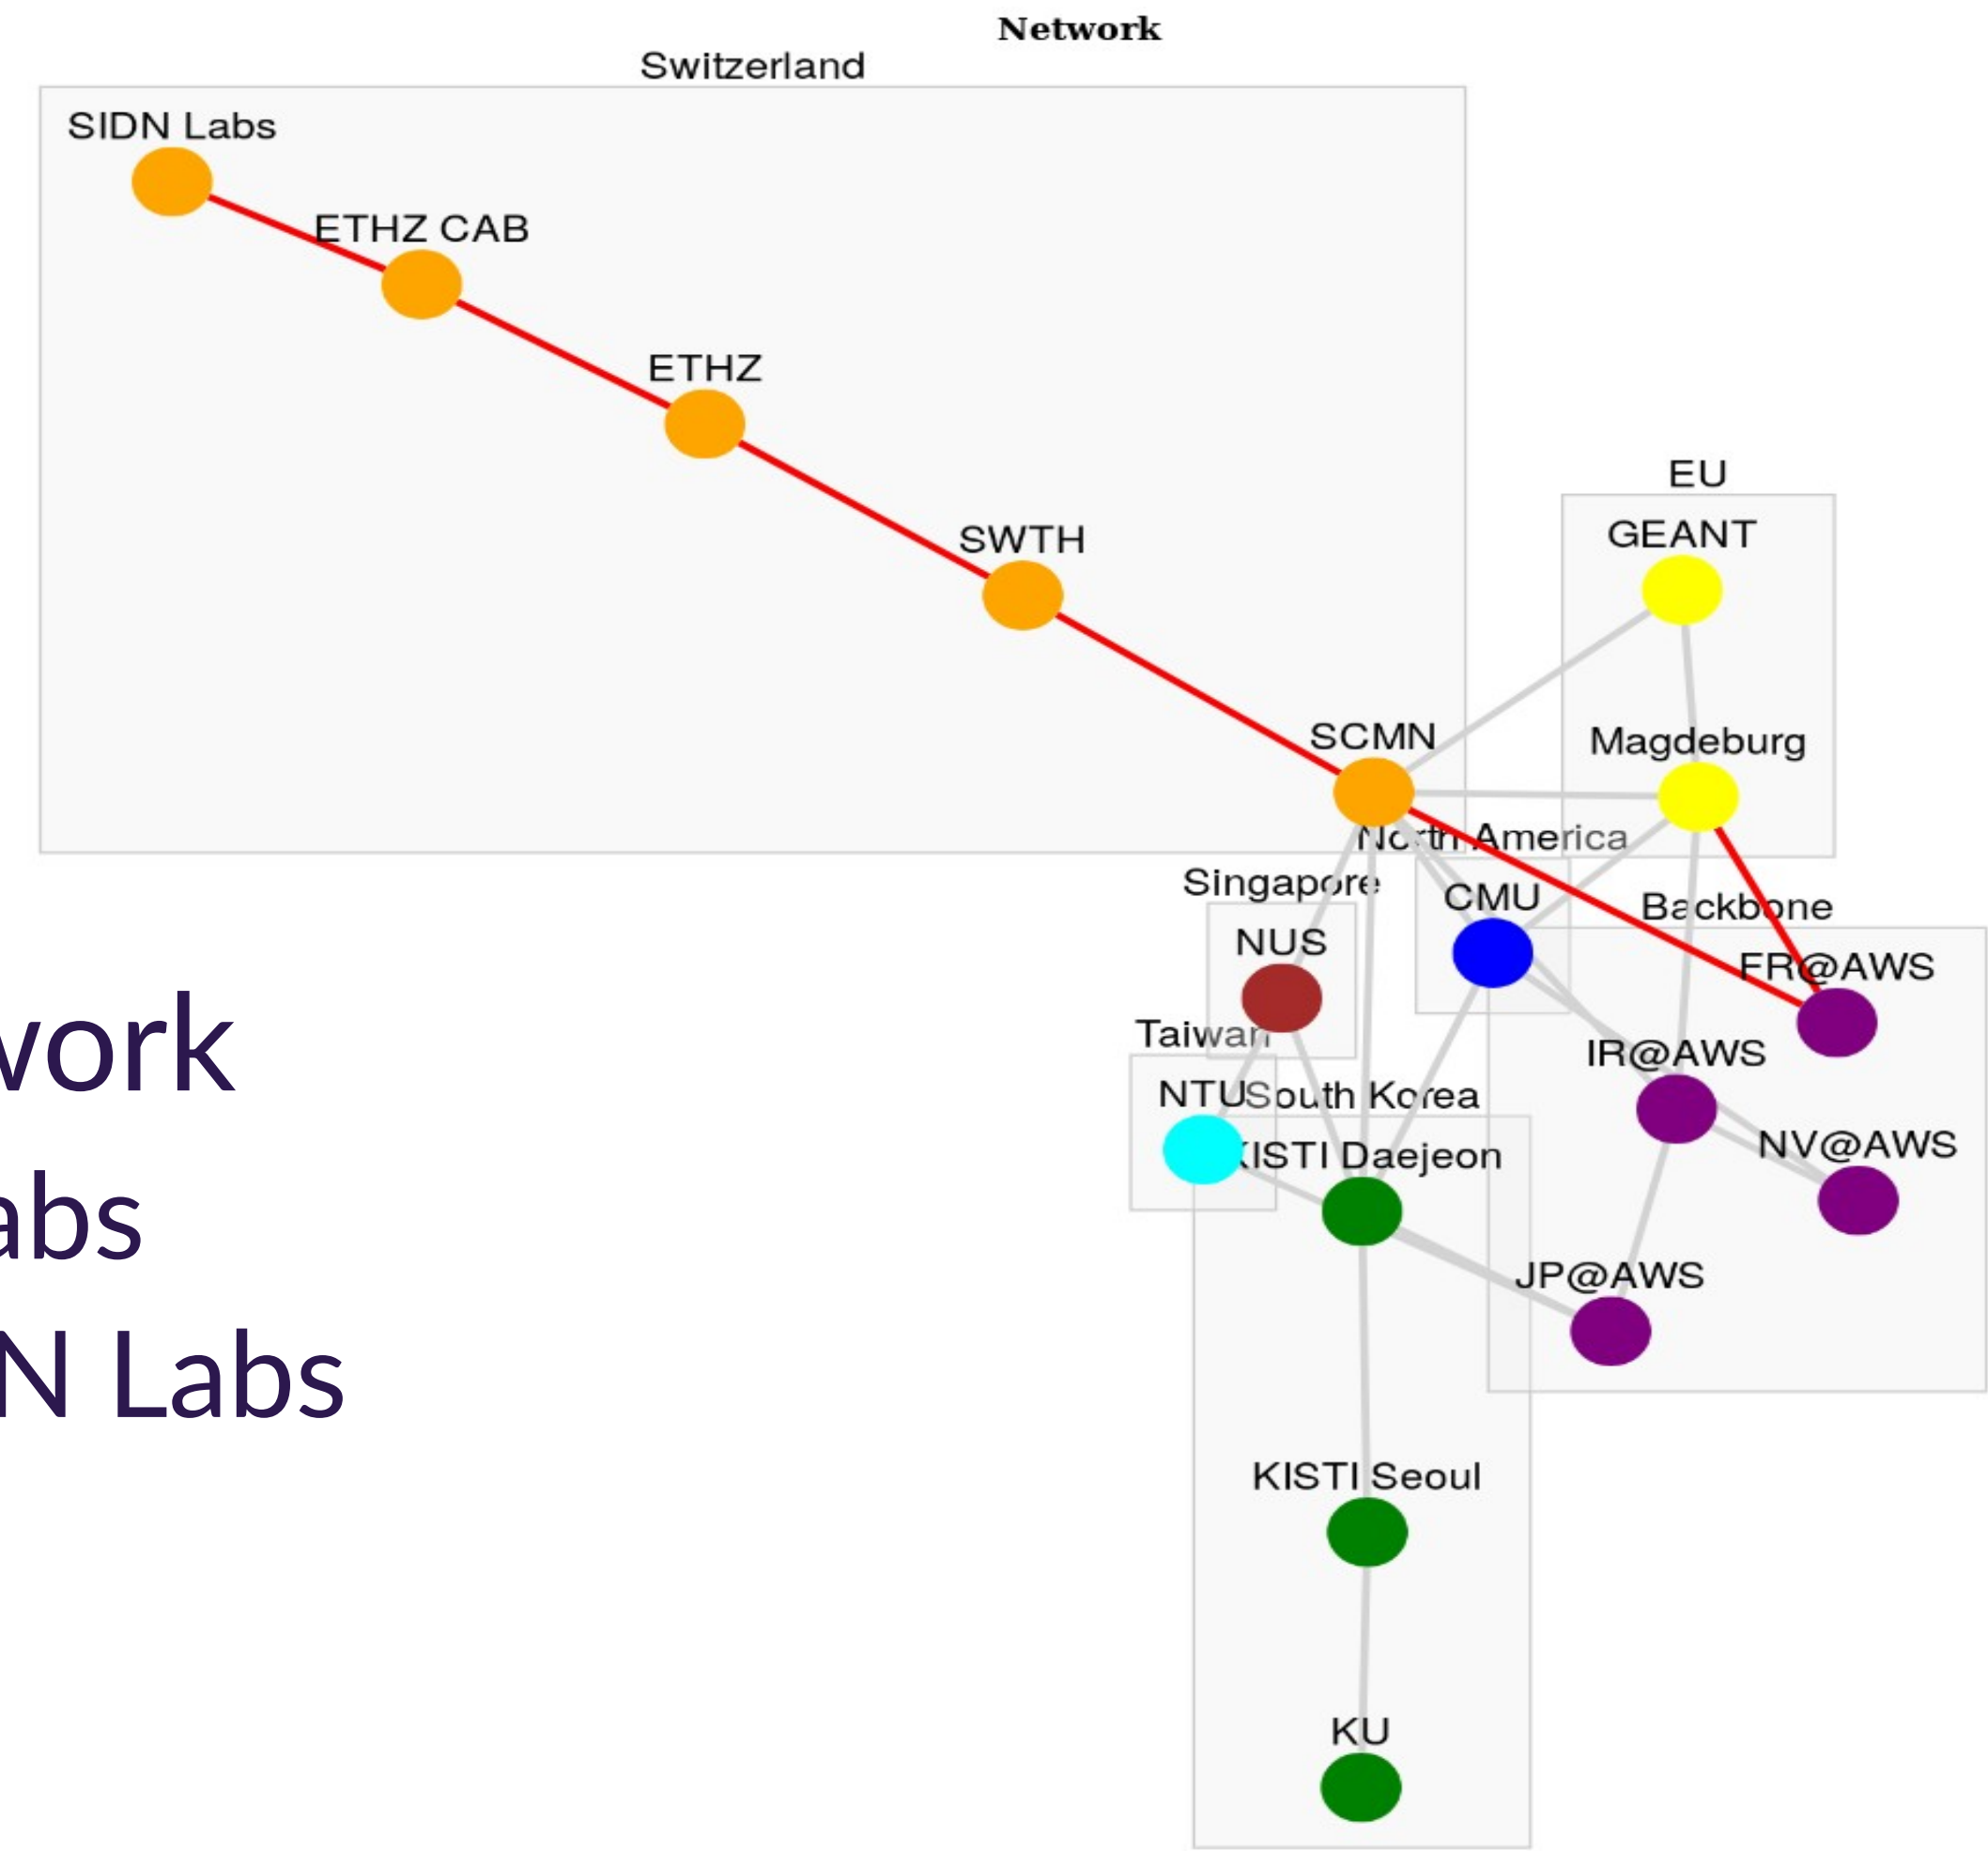 Network
Switzerland
SIDN Labs
ETHZ CAB
ETHZ
SWTH
EU
GEANT
SCMN
Magdeburg
North America
Singapore
CMU
Backbone
NUS
FR@AWS
Taiwan
IR@AWS
NTU
South Korea
NV@AWS
KISTI Daejeon
JP@AWS
KISTI Seoul
KU
work
abs
N Labs